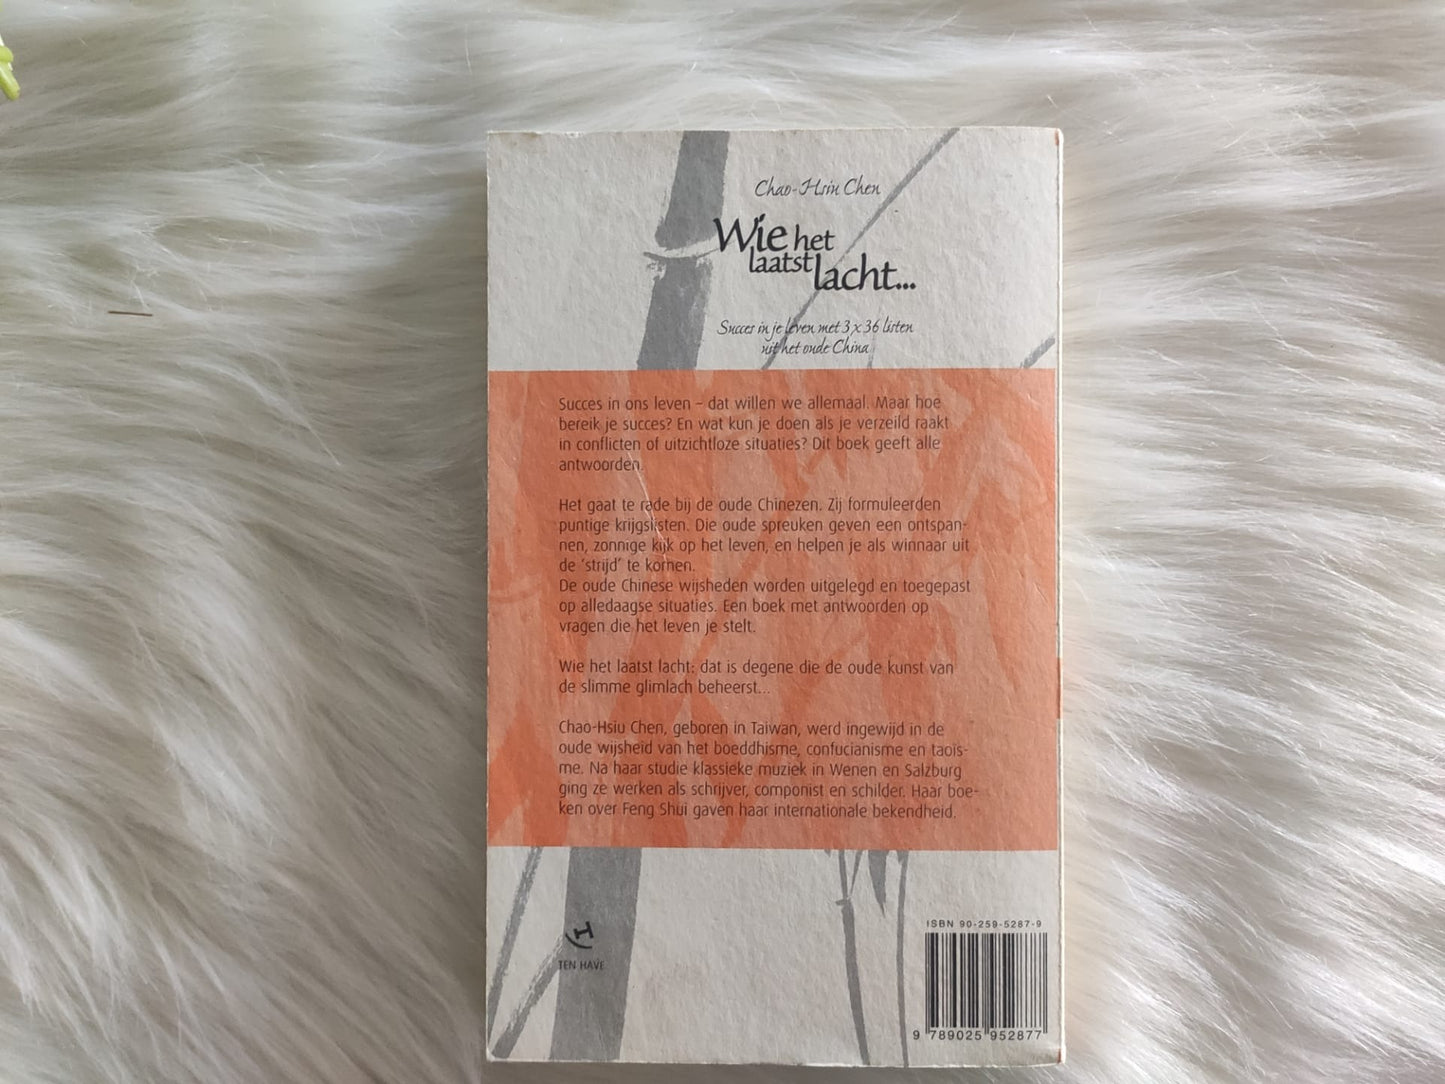 Chao-Hsiu Chen
Wie het
laatst lacht...
Succes in je leven met 3 x 36 listen
uit het oude China
Succes in ons leven – dat willen we allemaal. Maar hoe
bereik je succes? En wat kun je doen als je verzeild raakt
in conflicten of uitzichtloze situaties? Dit boek geeft alle
antwoorden.
Het gaat te rade bij de oude Chinezen. Zij formuleerden
puntige krijgslisten. Die oude spreuken geven een ontspan-
nen, zonnige kijk op het leven, en helpen je als winnaar uit
de ‘strijd’ te komen.
De oude Chinese wijsheden worden uitgelegd en toegepast
op alledaagse situaties. Een boek met antwoorden op
vragen die het leven je stelt.
Wie het laatst lacht: dat is degene die de oude kunst van
de slimme glimlach beheerst...
Chao-Hsiu Chen, geboren in Taiwan, werd ingewijd in de
oude wijsheid van het boeddhisme, confucianisme en taoïs-
me. Na haar studie klassieke muziek in Wenen en Salzburg
ging ze werken als schrijver, componist en schilder. Haar boe-
ken over Feng Shui gaven haar internationale bekendheid.
TEN HAVE
ISBN 90-259-5287-9
9 789025 952877